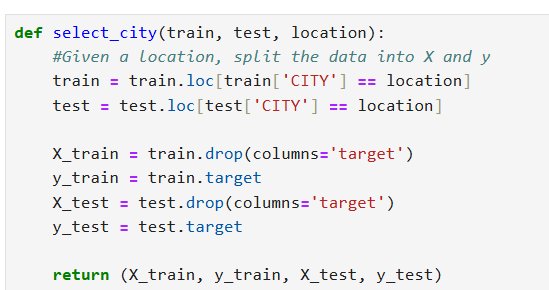 def select_city(train, test, location):
    #Given a location, split the data into X and y
    train = train.loc[train['CITY'] == location]
    test = test.loc[test['CITY'] == location]

    X_train = train.drop(columns='target')
    y_train = train.target
    X_test = test.drop(columns='target')
    y_test = test.target

    return (X_train, y_train, X_test, y_test)